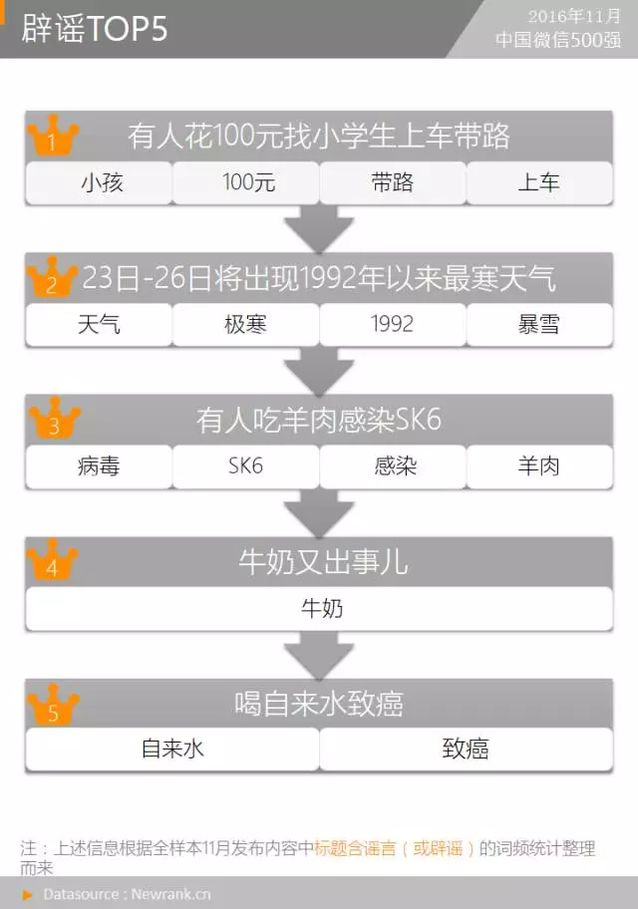 辟谣TOP5
2016年11月
中国微信500强
1
有人花100元找小学生上车带路
小孩 100元 带路 上车
2
23日-26日将出现1992年以来最寒天气
天气 极寒 1992 暴雪
3
有人吃羊肉感染SK6
病毒 SK6 感染 羊肉
4
牛奶又出事儿
牛奶
5
喝自来水致癌
自来水 致癌
注：上述信息根据全样本11月发布内容中标题含谣言（或辟谣）的词频统计整理
而来
Datasource : Newrank.cn